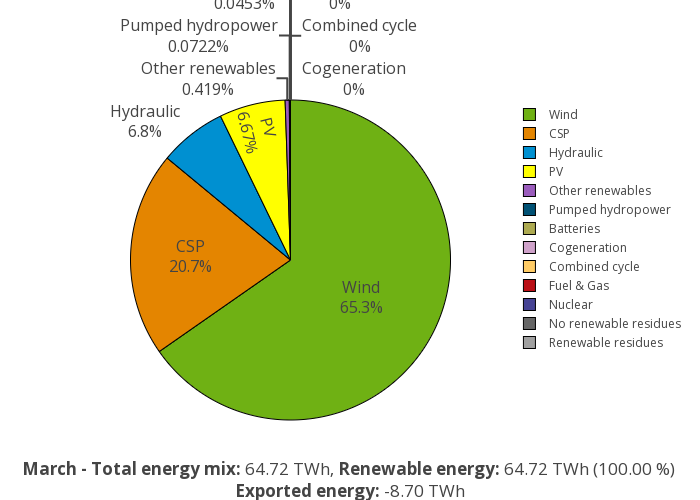 0.0453%
0%
Pumped hydropower
0.0722%
Combined cycle
0%
Other renewables
0.419%
Cogeneration
0%
Hydraulic
6.8%
PV
6.67%
CSP
20.7%
Wind
65.3%
Wind
CSP
Hydraulic
PV
Other renewables
Pumped hydropower
Batteries
Cogeneration
Combined cycle
Fuel & Gas
Nuclear
No renewable residues
Renewable residues
March - Total energy mix: 64.72 TWh, Renewable energy: 64.72 TWh (100.00 %)
Exported energy: -8.70 TWh